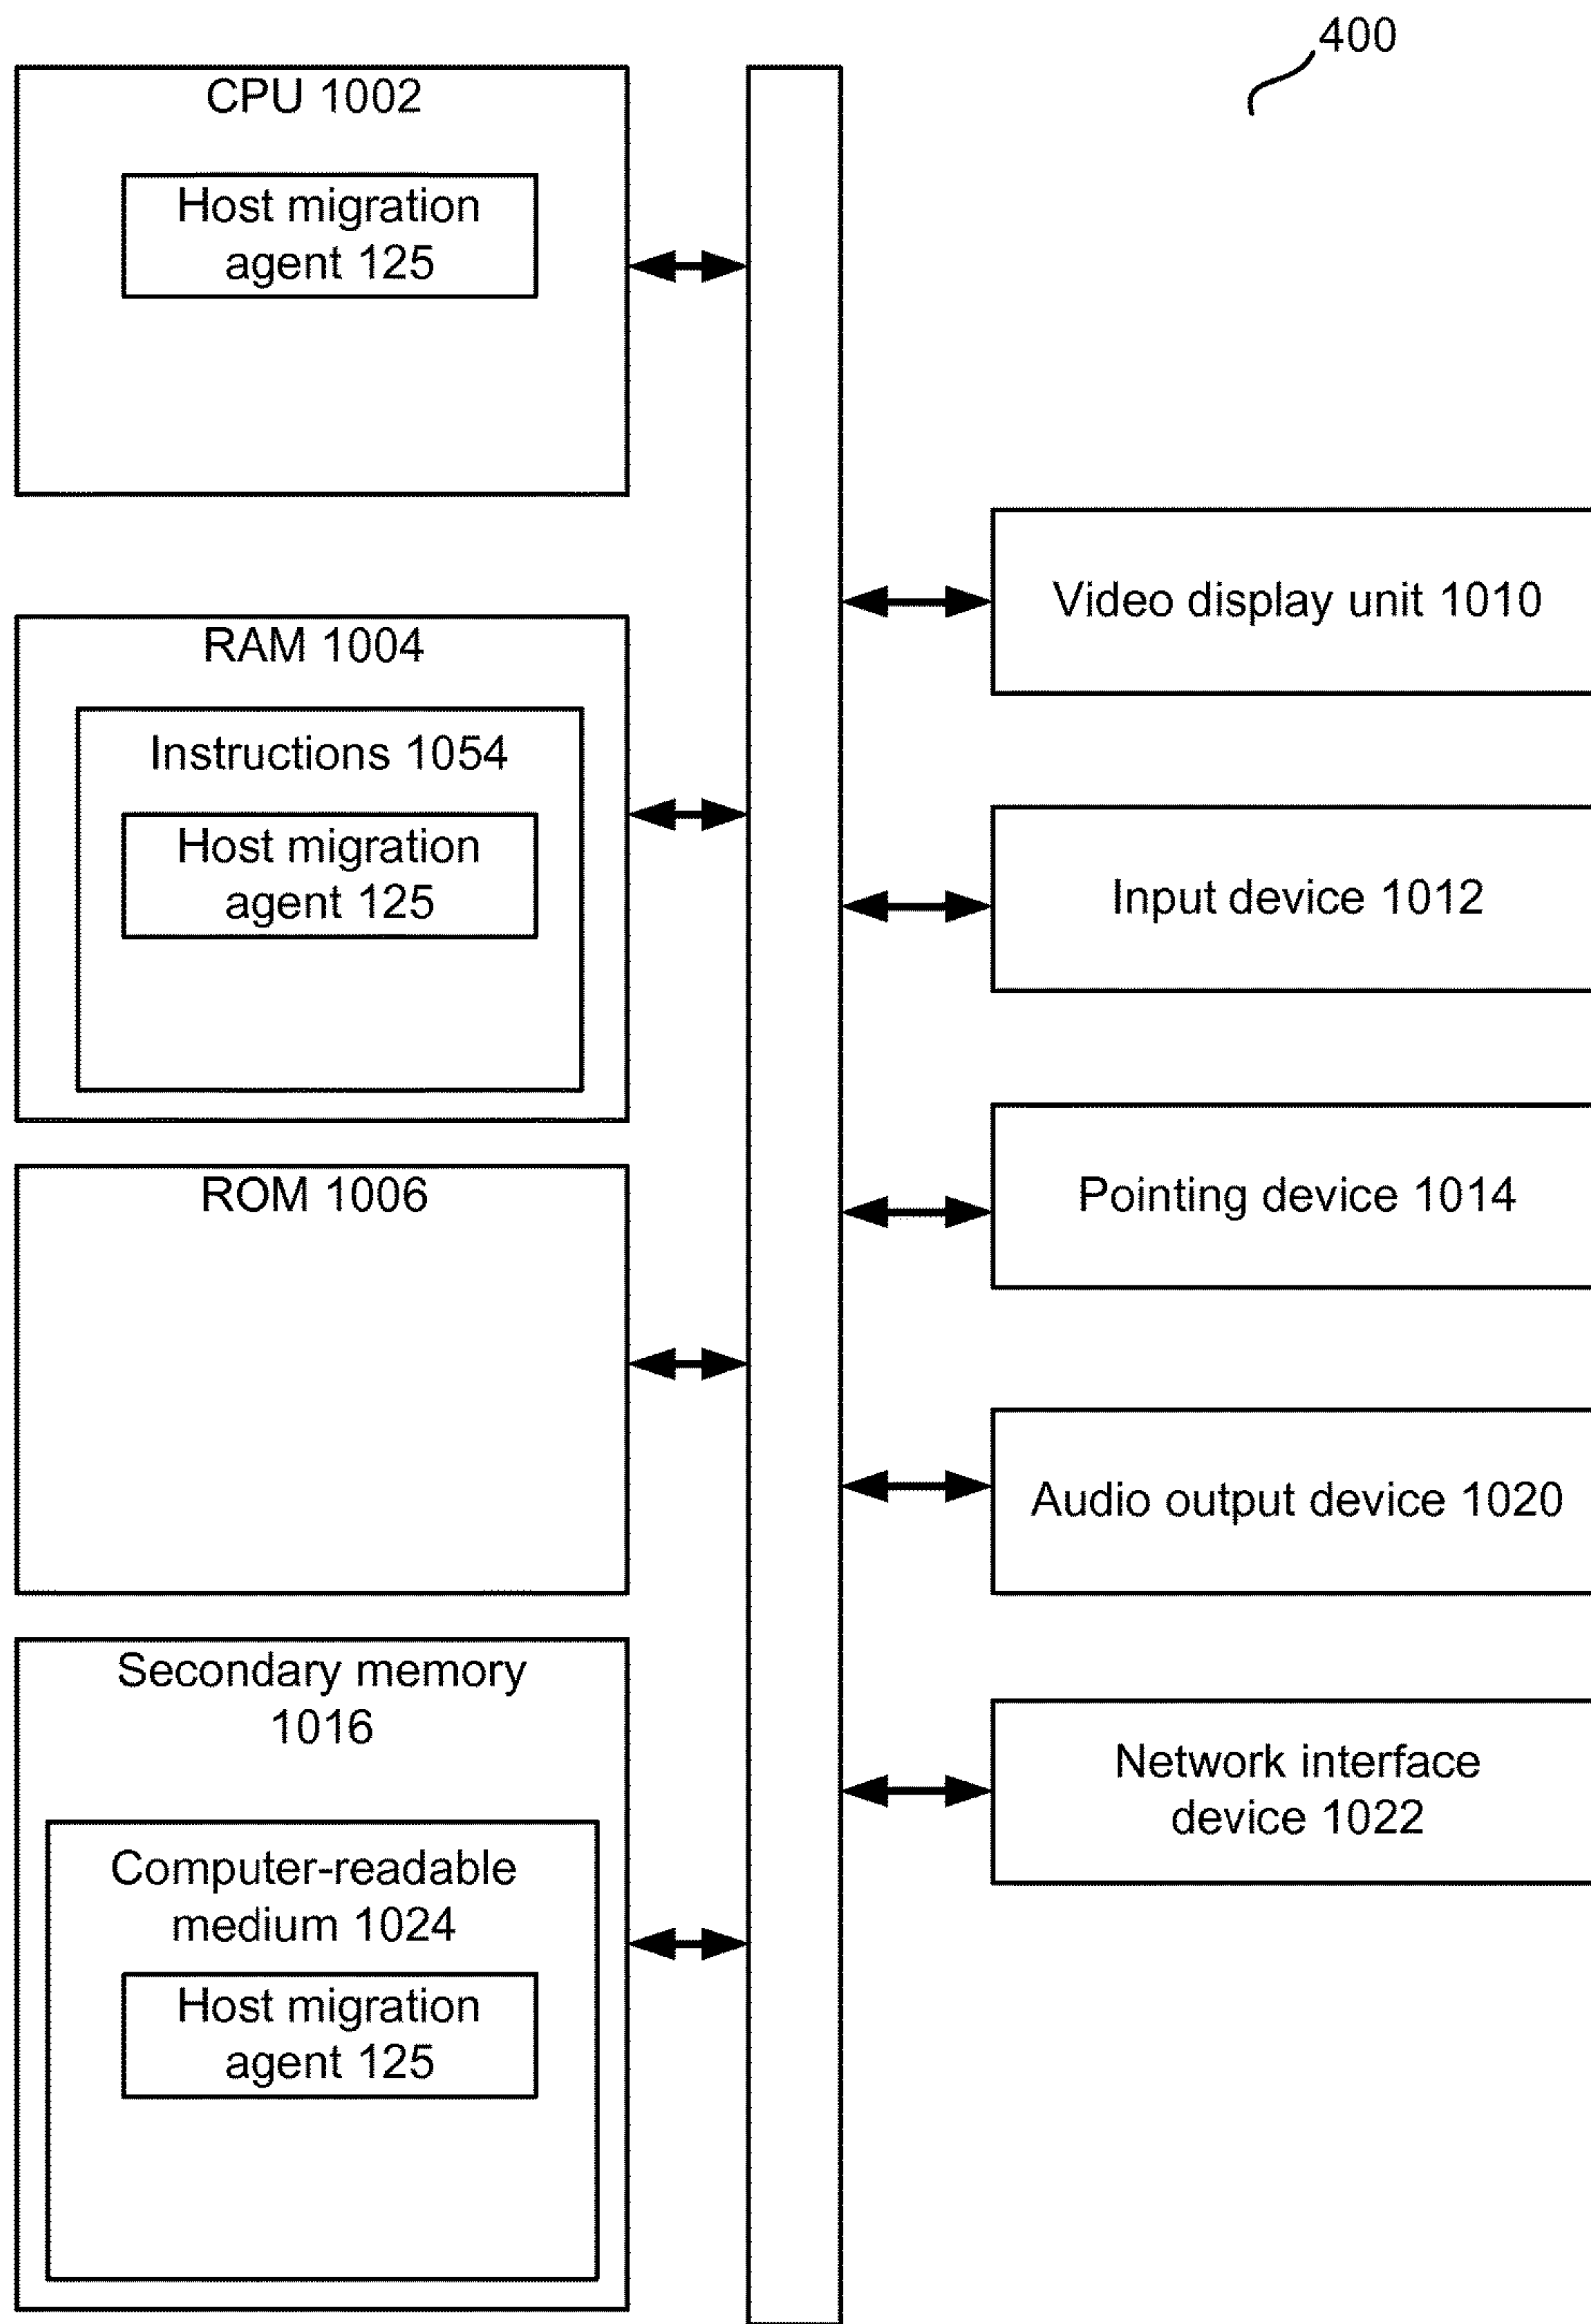 400
CPU 1002
Host migration
agent 125
RAM 1004
Instructions 1054
Host migration
agent 125
ROM 1006
Secondary memory
1016
Computer-readable
medium 1024
Host migration
agent 125
Video display unit 1010
Input device 1012
Pointing device 1014
Audio output device 1020
Network interface
device 1022